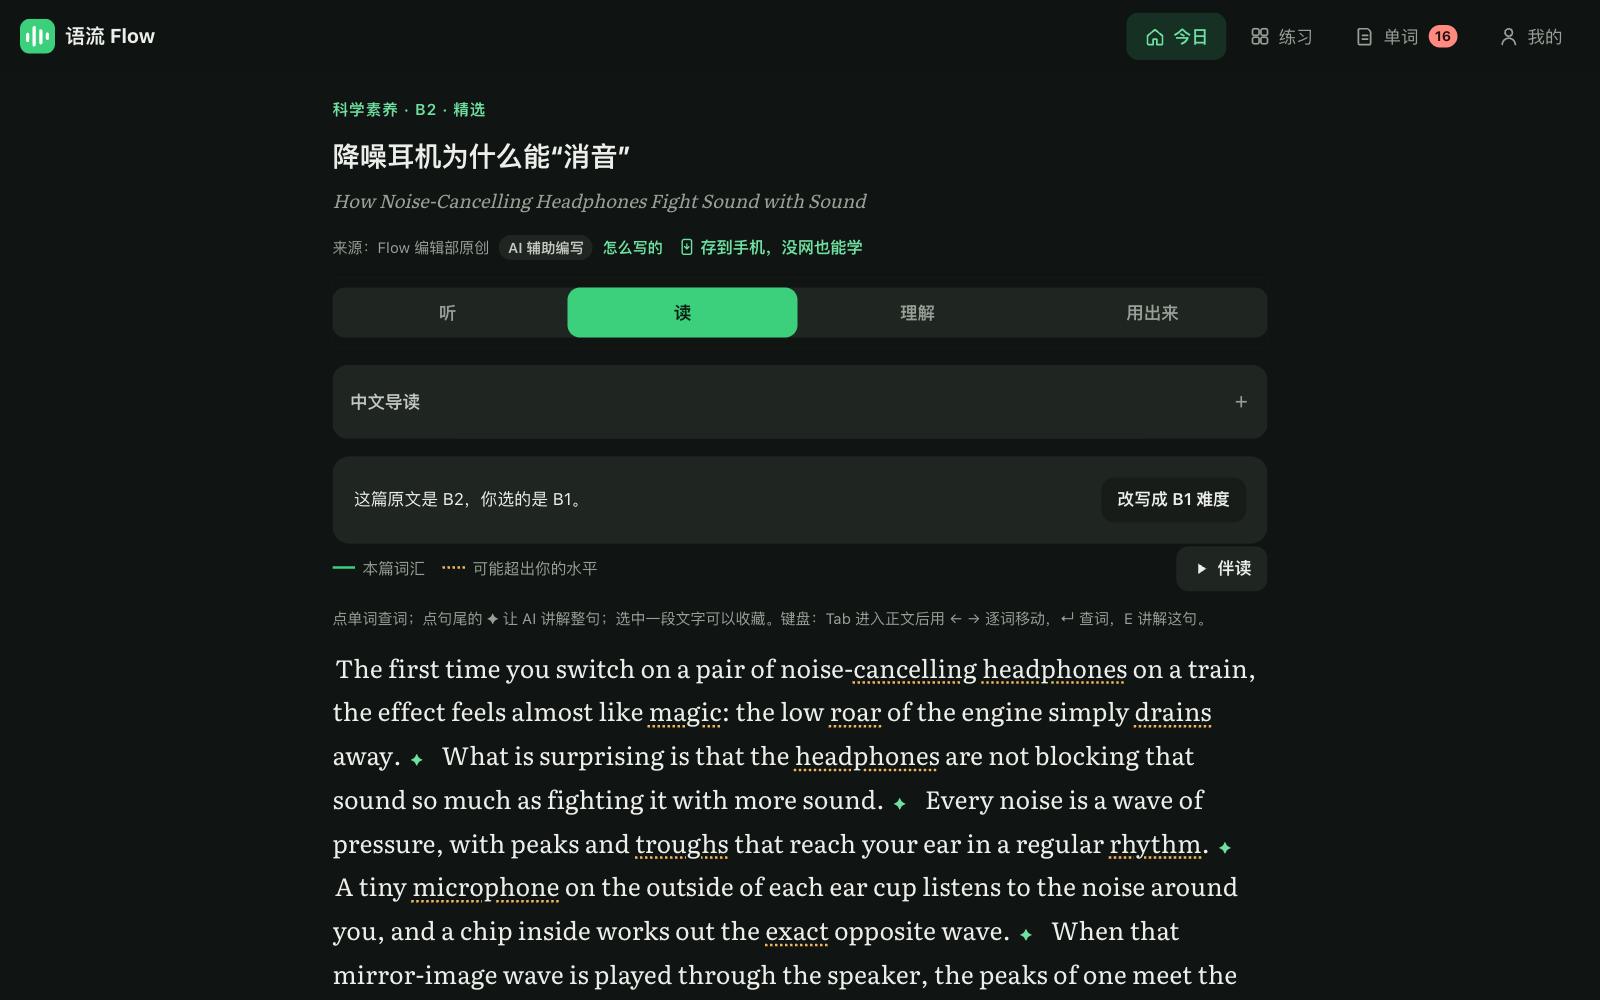 语流 Flow
今日
练习
单词 16
我的
科学素养 · B2 · 精选
降噪耳机为什么能“消音”
How Noise-Cancelling Headphones Fight Sound with Sound
来源：Flow 编辑部原创 AI 辅助编写 怎么写的 存到手机，没网也能学
听 读 理解 用出来
中文导读 +
这篇原文是 B2，你选的是 B1。 改写成 B1 难度
本篇词汇 可能超出你的水平 伴读
点单词查词；点句尾的 ✦ 让 AI 讲解整句；选中一段文字可以收藏。键盘：Tab 进入正文后用 ← → 逐词移动，↵ 查词，E 讲解这句。
The first time you switch on a pair of noise-cancelling headphones on a train,
the effect feels almost like magic: the low roar of the engine simply drains
away. ✦ What is surprising is that the headphones are not blocking that
sound so much as fighting it with more sound. ✦ Every noise is a wave of
pressure, with peaks and troughs that reach your ear in a regular rhythm. ✦
A tiny microphone on the outside of each ear cup listens to the noise around
you, and a chip inside works out the exact opposite wave. ✦ When that
mirror-image wave is played through the speaker, the peaks of one meet the